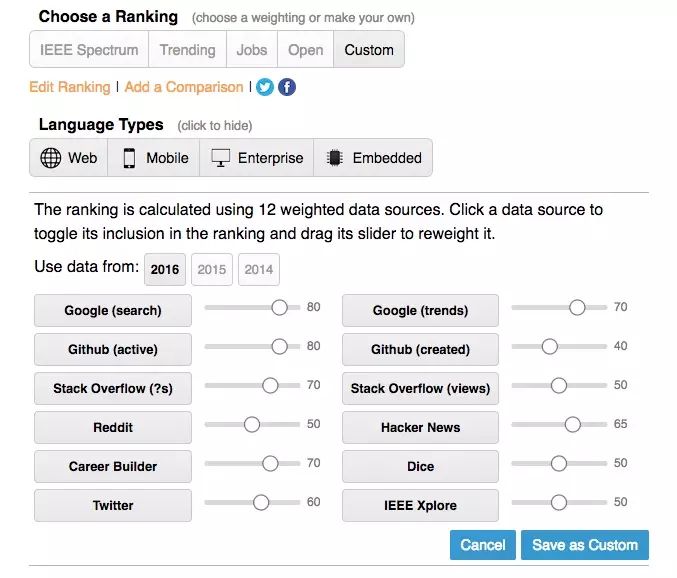 Choose a Ranking (choose a weighting or make your own)
IEEE Spectrum Trending Jobs Open Custom
Edit Ranking | Add a Comparison |
Language Types (click to hide)
Web Mobile Enterprise Embedded
The ranking is calculated using 12 weighted data sources. Click a data source to
toggle its inclusion in the ranking and drag its slider to reweight it.
Use data from: 2016 2015 2014
Google (search) 80 Google (trends) 70
Github (active) 80 Github (created) 40
Stack Overflow (?s) 70 Stack Overflow (views) 50
Reddit 50 Hacker News 65
Career Builder 70 Dice 50
Twitter 60 IEEE Xplore 50
Cancel Save as Custom